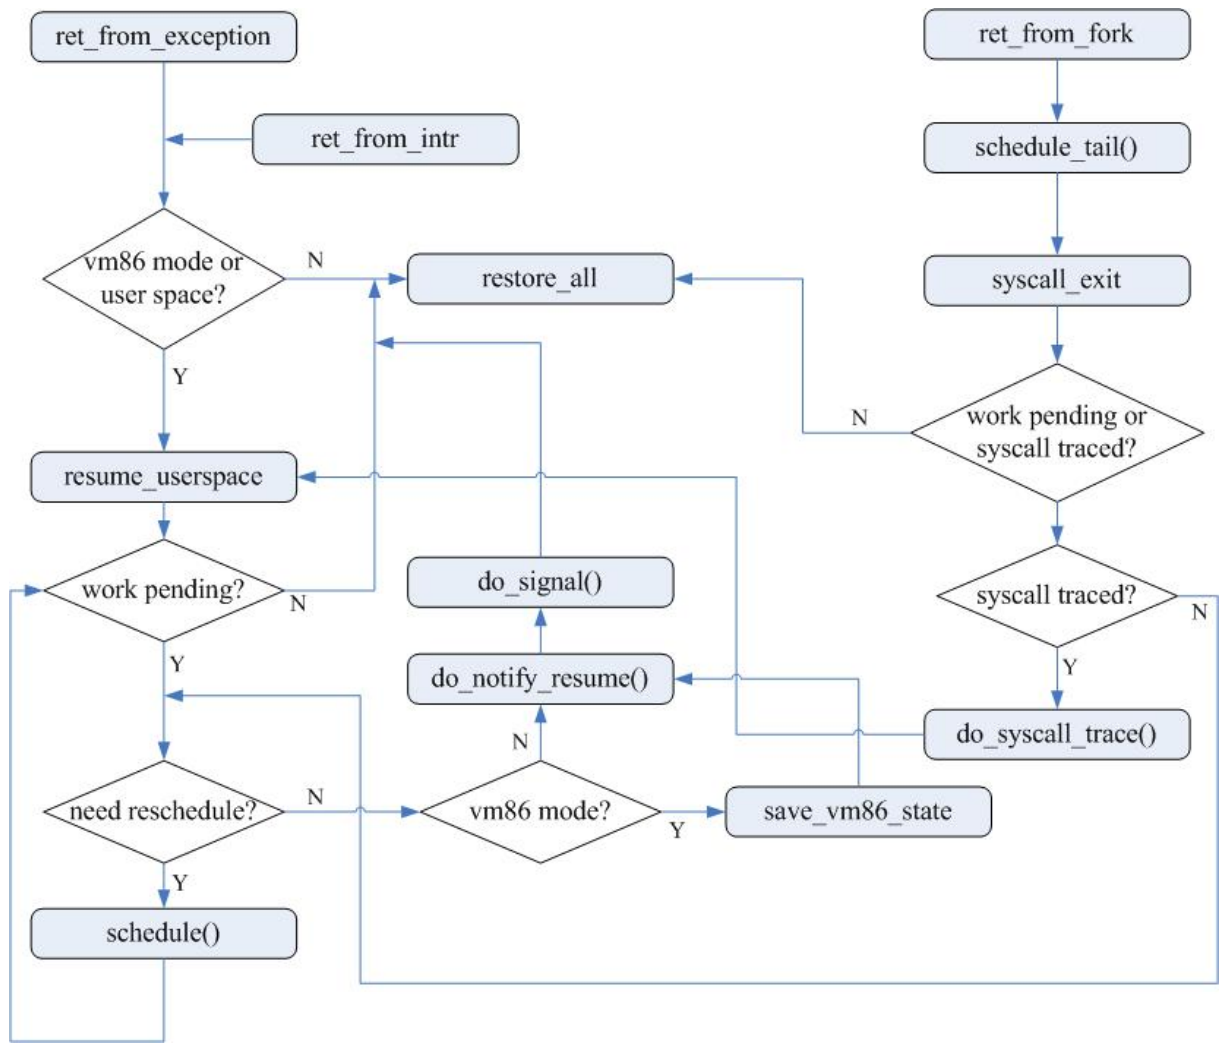 ret_from_exception
ret_from_fork
ret_from_intr
schedule_tail()
vm86 mode or
user space?
N
restore_all
syscall_exit
Y
N
work pending or
syscall traced?
resume_userspace
work pending?
N
do_signal()
syscall traced?
N
Y
do_notify_resume()
Y
do_syscall_trace()
N
need reschedule?
N
vm86 mode?
Y
save_vm86_state
Y
schedule()